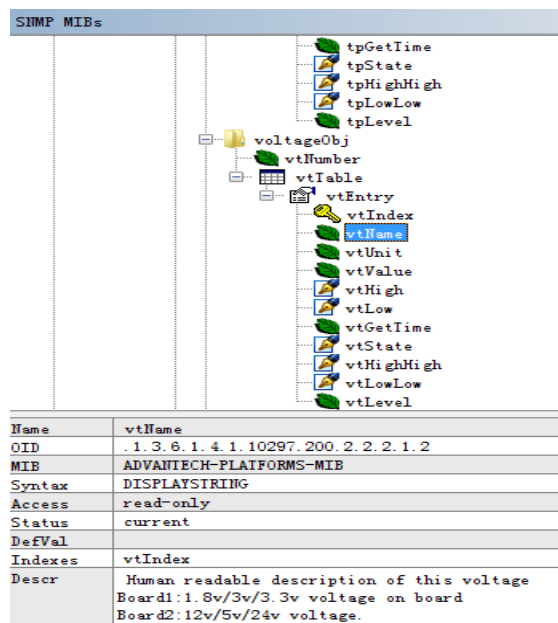 SNMP MIBs
tpGetTime
tpState
tpHighHigh
tpLowLow
tpLevel
voltageObj
vtNumber
vtTable
vtEntry
vtIndex
vtName
vtUnit
vtValue
vtHigh
vtLow
vtGetTime
vtState
vtHighHigh
vtLowLow
vtLevel
Name vtName
OID .1.3.6.1.4.1.10297.200.2.2.2.1.2
MIB ADVANTECH-PLATFORMS-MIB
Syntax DISPLAYSTRING
Access read-only
Status current
DefVal
Indexes vtIndex
Descr Human readable description of this voltage
Board1:1.8v/3v/3.3v voltage on board
Board2:12v/5v/24v voltage.